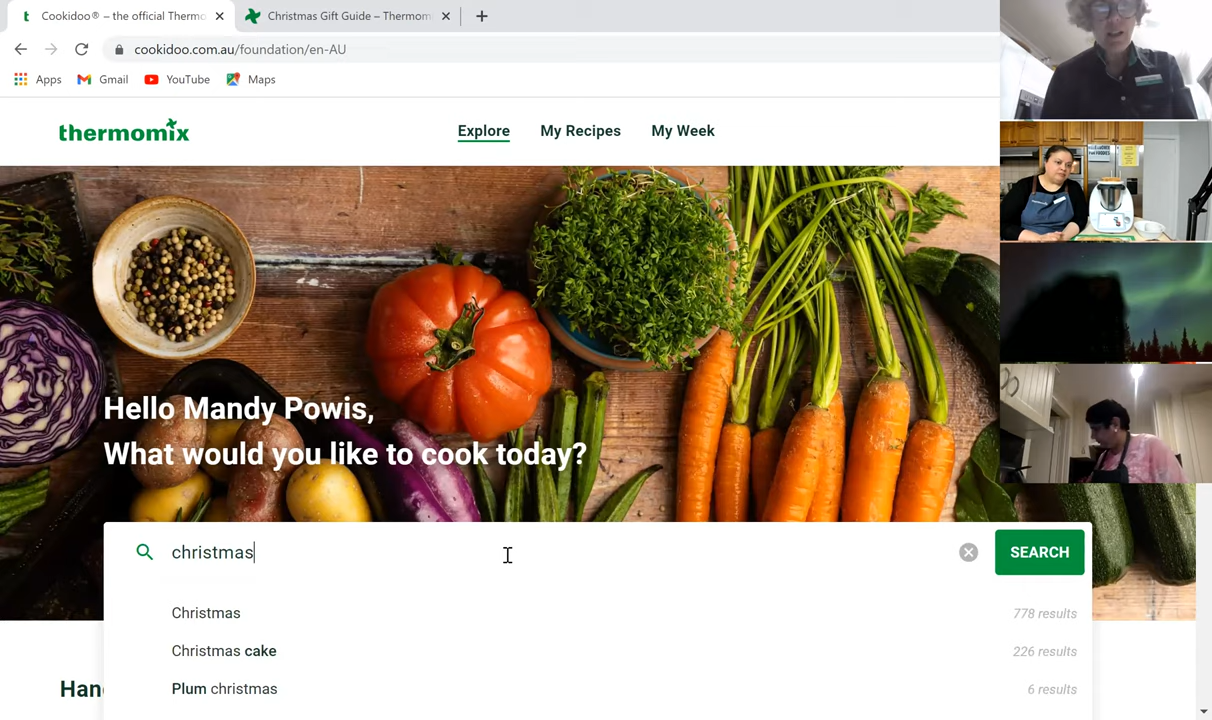 Cookidoo® – the official Thermo
Christmas Gift Guide – Thermom
cookidoo.com.au/foundation/en-AU
Apps
Gmail
YouTube
Maps
thermomix
Explore
My Recipes
My Week
Hello Mandy Powis,
What would you like to cook today?
christmas
SEARCH
Christmas
778 results
Christmas cake
226 results
Plum christmas
6 results
Han